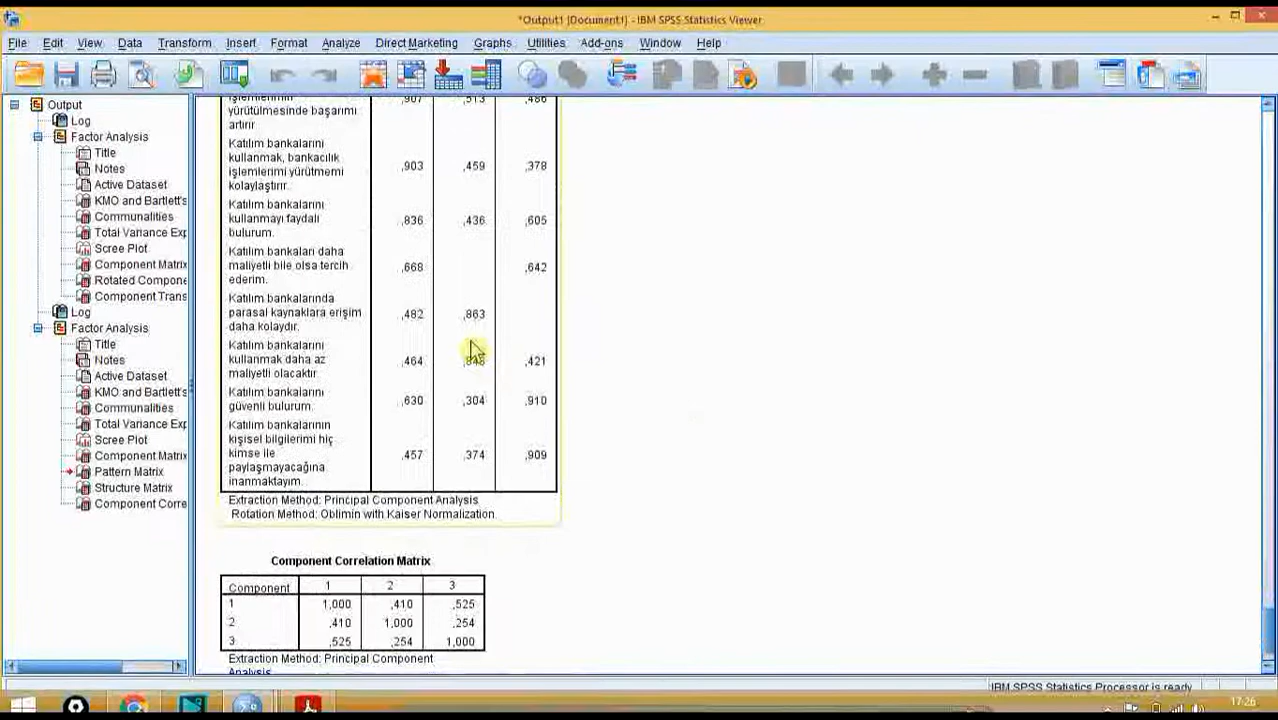 *Output1 [Document1] - IBM SPSS Statistics Viewer
File Edit View Data Transform Insert Format Analyze Direct Marketing Graphs Utilities Add-ons Window Help
Output
Log
Factor Analysis
Title
Notes
Active Dataset
KMO and Bartlett's
Communalities
Total Variance Exp
Scree Plot
Component Matrix
Rotated Compone
Component Trans
Log
Factor Analysis
Title
Notes
Active Dataset
KMO and Bartlett's
Communalities
Total Variance Exp
Scree Plot
Component Matrix
Pattern Matrix
Structure Matrix
Component Corre
işlemlerimin ,907 ,513 ,486
yürütülmesinde başarımı
artırır
Katılım bankalarını
kullanmak, bankacılık
işlemlerimi yürütmemi ,903 ,459 ,378
kolaylaştırır.
Katılım bankalarını
kullanmayı faydalı ,836 ,436 ,605
bulurum.
Katılım bankaları daha
maliyetli bile olsa tercih ,668 ,642
ederim.
Katılım bankalarında
parasal kaynaklara erişim ,482 ,863
daha kolaydır.
Katılım bankalarını
kullanmak daha az ,464 ,421
maliyetli olacaktır.
Katılım bankalarını
güvenli bulurum. ,630 ,304 ,910
Katılım bankalarının
kişisel bilgilerimi hiç
kimse ile ,457 ,374 ,909
paylaşmayacağına
inanmaktayım.
Extraction Method: Principal Component Analysis
Rotation Method: Oblimin with Kaiser Normalization.
Component Correlation Matrix
Component 1 2 3
1 1,000 ,410 ,525
2 ,410 1,000 ,254
3 ,525 ,254 1,000
Extraction Method: Principal Component
Analysis.
IBM SPSS Statistics Processor is ready
17:26